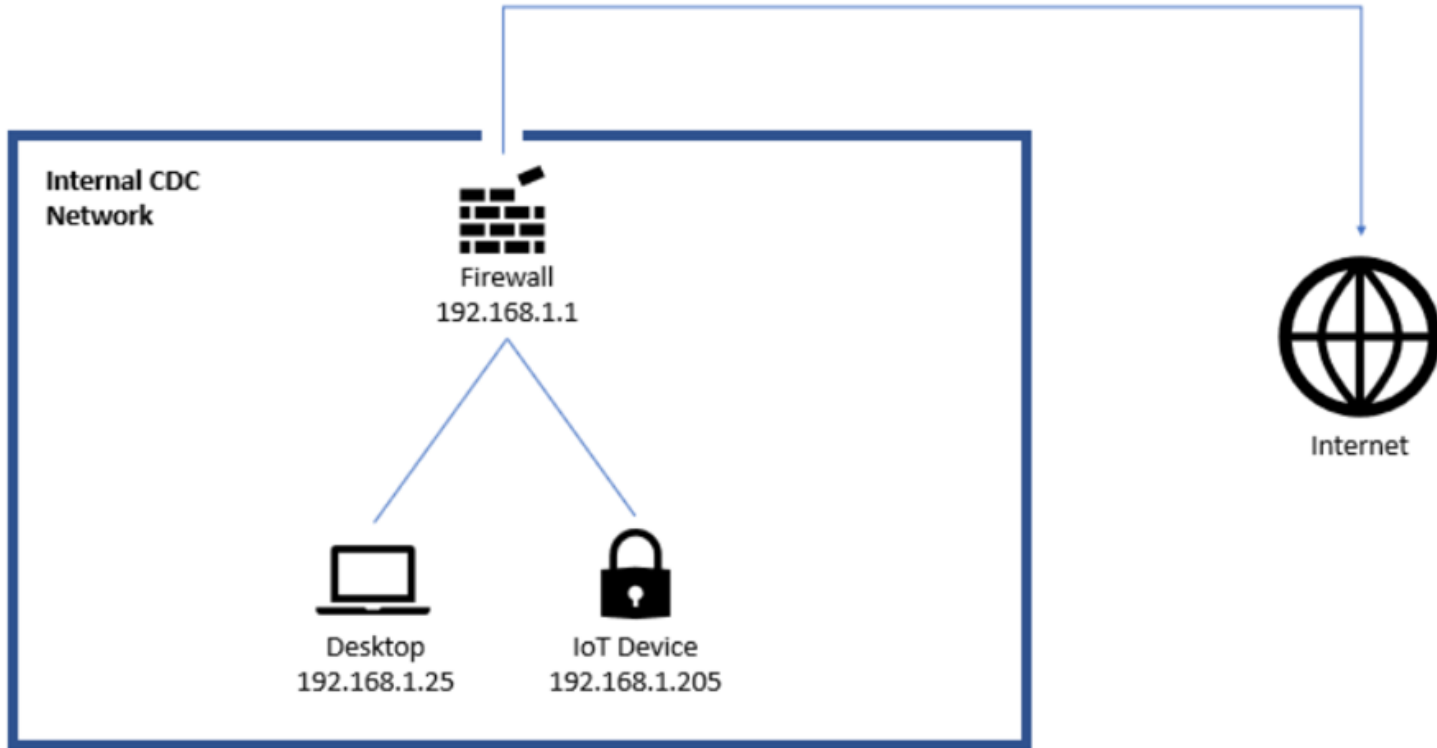 Internal CDC
Network
Firewall
192.168.1.1
Internet
Desktop
192.168.1.25
IoT Device
192.168.1.205